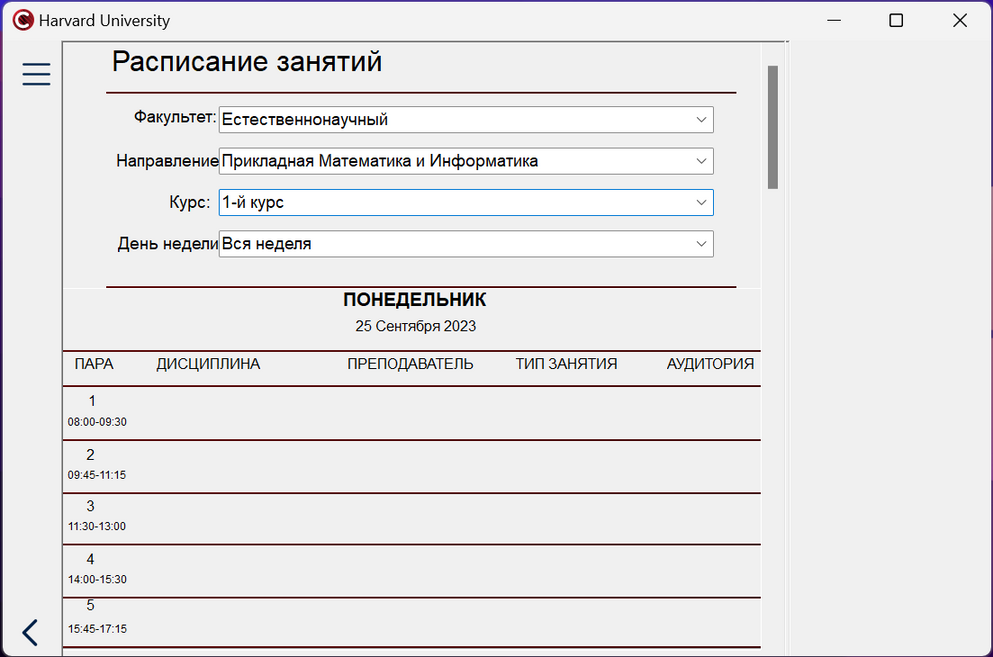 Harvard University
Расписание занятий
Факультет: Естественнонаучный
Направление Прикладная Математика и Информатика
Курс: 1-й курс
День недели Вся неделя
ПОНЕДЕЛЬНИК
25 Сентября 2023
ПАРА ДИСЦИПЛИНА ПРЕПОДАВАТЕЛЬ ТИП ЗАНЯТИЯ АУДИТОРИЯ
1
08:00-09:30
2
09:45-11:15
3
11:30-13:00
4
14:00-15:30
5
15:45-17:15